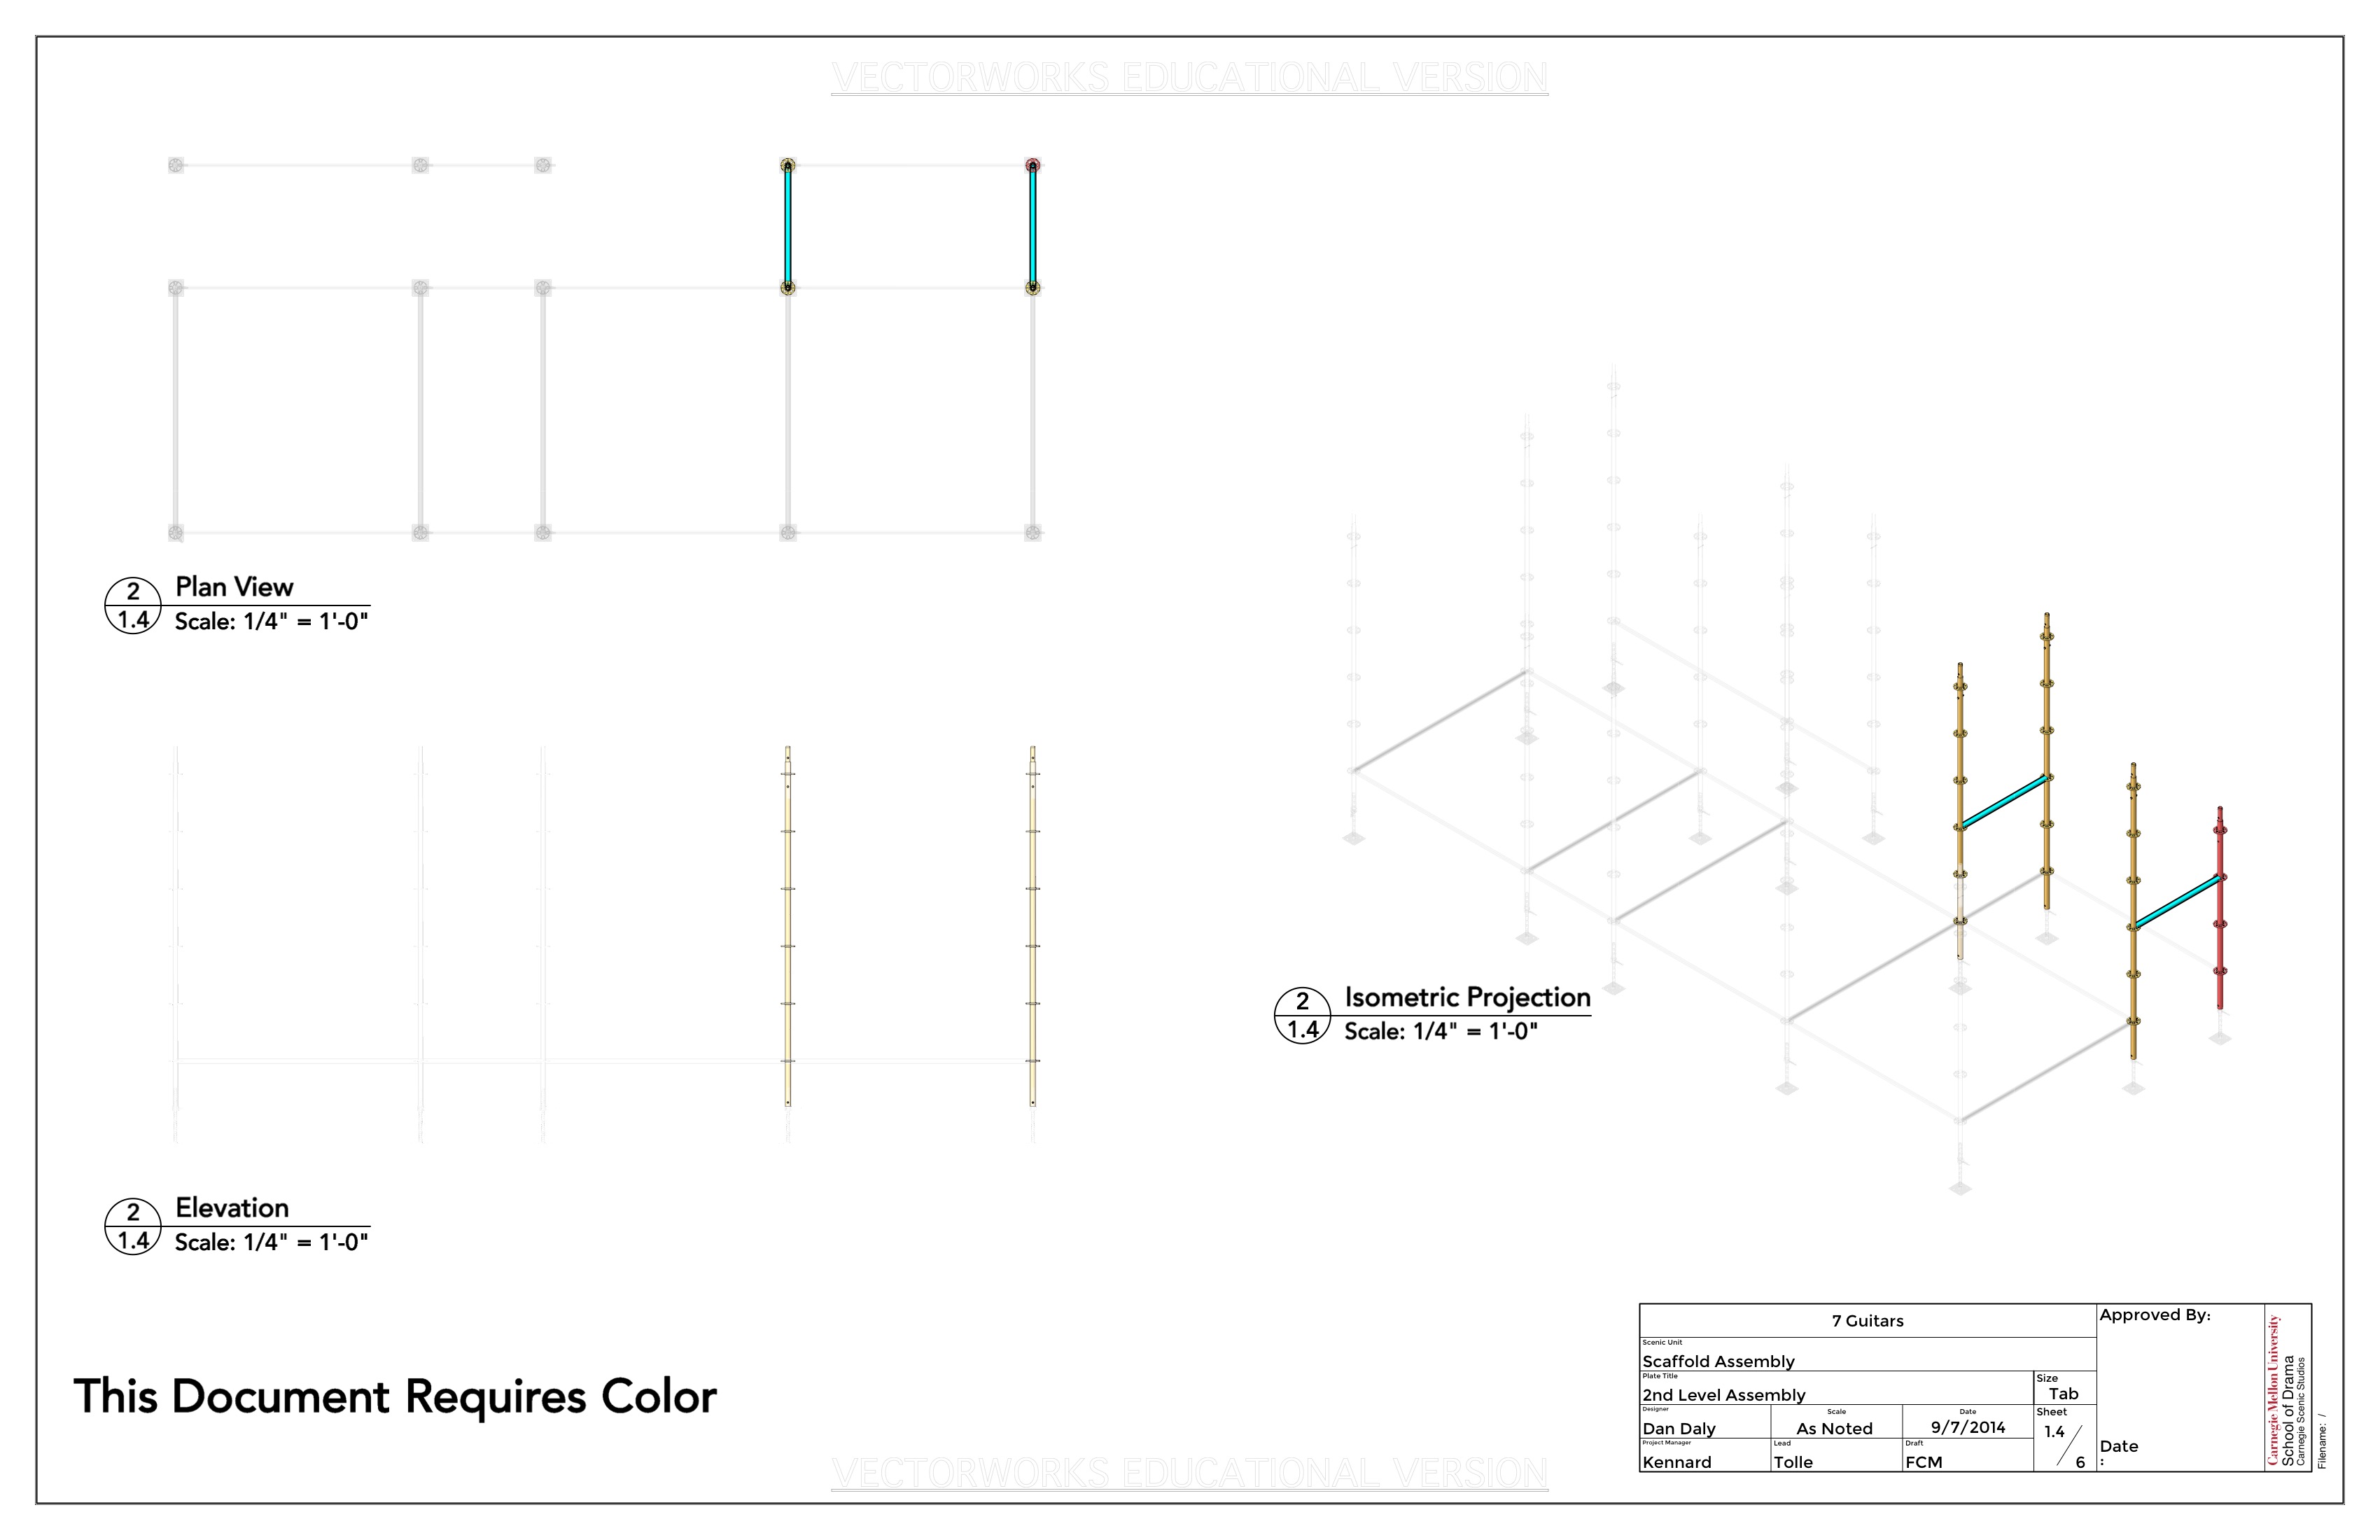 VECTORWORKS EDUCATIONAL VERSION
2
1.4
Plan View
Scale: 1/4" = 1'-0"
2
1.4
Isometric Projection
Scale: 1/4" = 1'-0"
2
1.4
Elevation
Scale: 1/4" = 1'-0"
This Document Requires Color
7 Guitars
Scenic Unit
Scaffold Assembly
Plate Title
2nd Level Assembly
Size
Tab
Designer
Dan Daly
Scale
As Noted
Date
9/7/2014
Sheet
1.4
/
6
Project Manager
Kennard
Lead
Tolle
Draft
FCM
Approved By:
Date
:
Carnegie Mellon University
School of Drama
Carnegie Scenic Studios
Filename: /
VECTORWORKS EDUCATIONAL VERSION